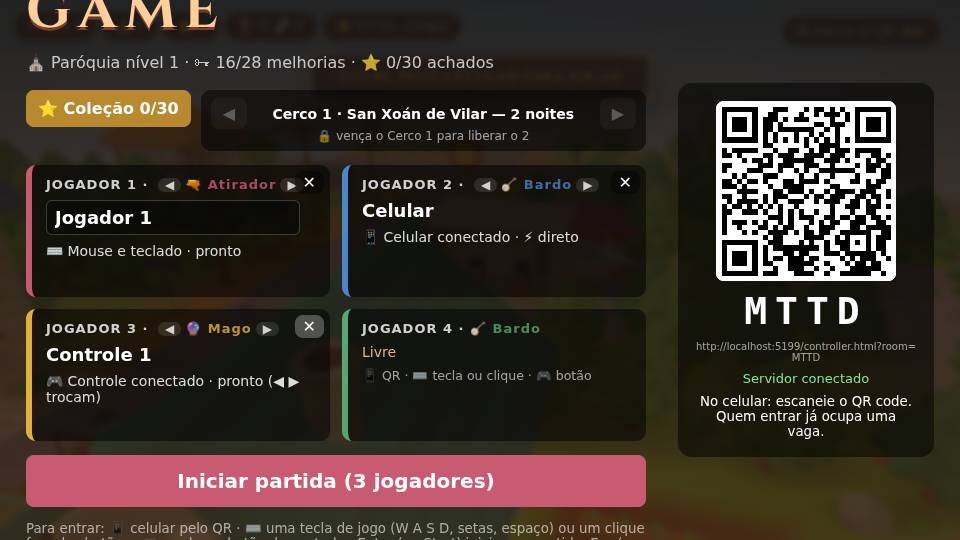 GAME
Paróquia nível 1 · 16/28 melhorias · 0/30 achados
Coleção 0/30
Cerco 1 · San Xoán de Vilar — 2 noites
vença o Cerco 1 para liberar o 2
JOGADOR 1 · ◀ Atirador ▶ ✕
Jogador 1
Mouse e teclado · pronto
JOGADOR 2 · ◀ Bardo ▶ ✕
Celular
Celular conectado · ⚡ direto
JOGADOR 3 · ◀ Mago ▶ ✕
Controle 1
Controle conectado · pronto (◀ ▶
trocam)
JOGADOR 4 · Bardo
Livre
QR · tecla ou clique · botão
Iniciar partida (3 jogadores)
Para entrar: celular pelo QR · uma tecla de jogo (W A S D, setas, espaço) ou um clique
MTTD
http://localhost:5199/controller.html?room=
MTTD
Servidor conectado
No celular: escaneie o QR code.
Quem entrar já ocupa uma
vaga.